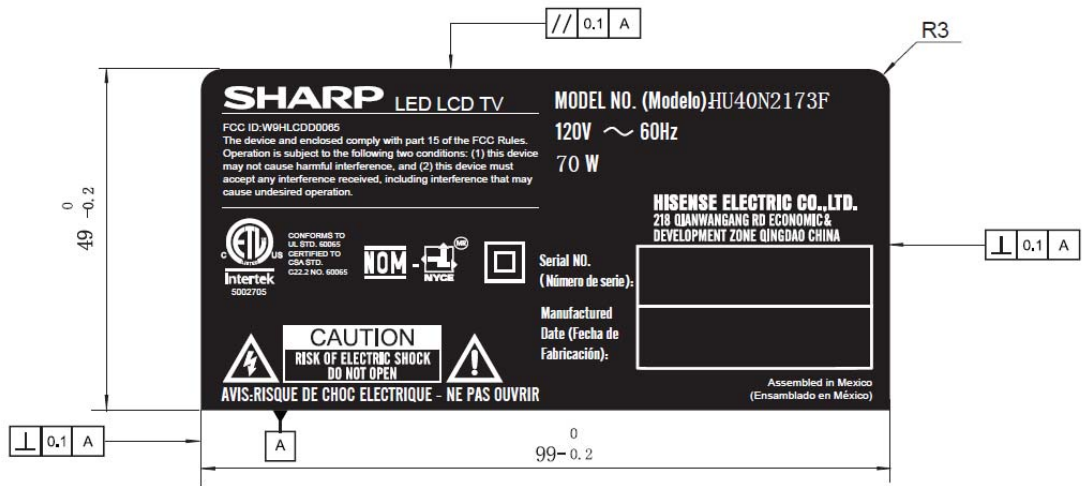 // 0.1 A
R3
SHARP LED LCD TV
FCC ID:W9HLCDD0065
The device and enclosed comply with part 15 of the FCC Rules.
Operation is subject to the following two conditions: (1) this device
may not cause harmful interference, and (2) this device must
accept any interference received, including interference that may
cause undesired operation.
MODEL NO. (Modelo):HU40N2173F
120V ～ 60Hz
70 W
HISENSE ELECTRIC CO.,LTD.
218 QIANWANGANG RD ECONOMIC&
DEVELOPMENT ZONE QINGDAO CHINA
0
49 -0.2
⊥ 0.1 A
C ETL US
LISTED
Intertek
5002705
CONFORMS TO
UL STD. 60065
CERTIFIED TO
CSA STD.
C22.2 NO. 60065
NOM - NYCE
MX
Serial NO.
(Número de serie):
Manufactured
Date (Fecha de
Fabricación):
CAUTION
RISK OF ELECTRIC SHOCK
DO NOT OPEN
AVIS:RISQUE DE CHOC ELECTRIQUE - NE PAS OUVRIR
Assembled in Mexico
(Ensamblado en México)
⊥ 0.1 A
A
0
99-0.2